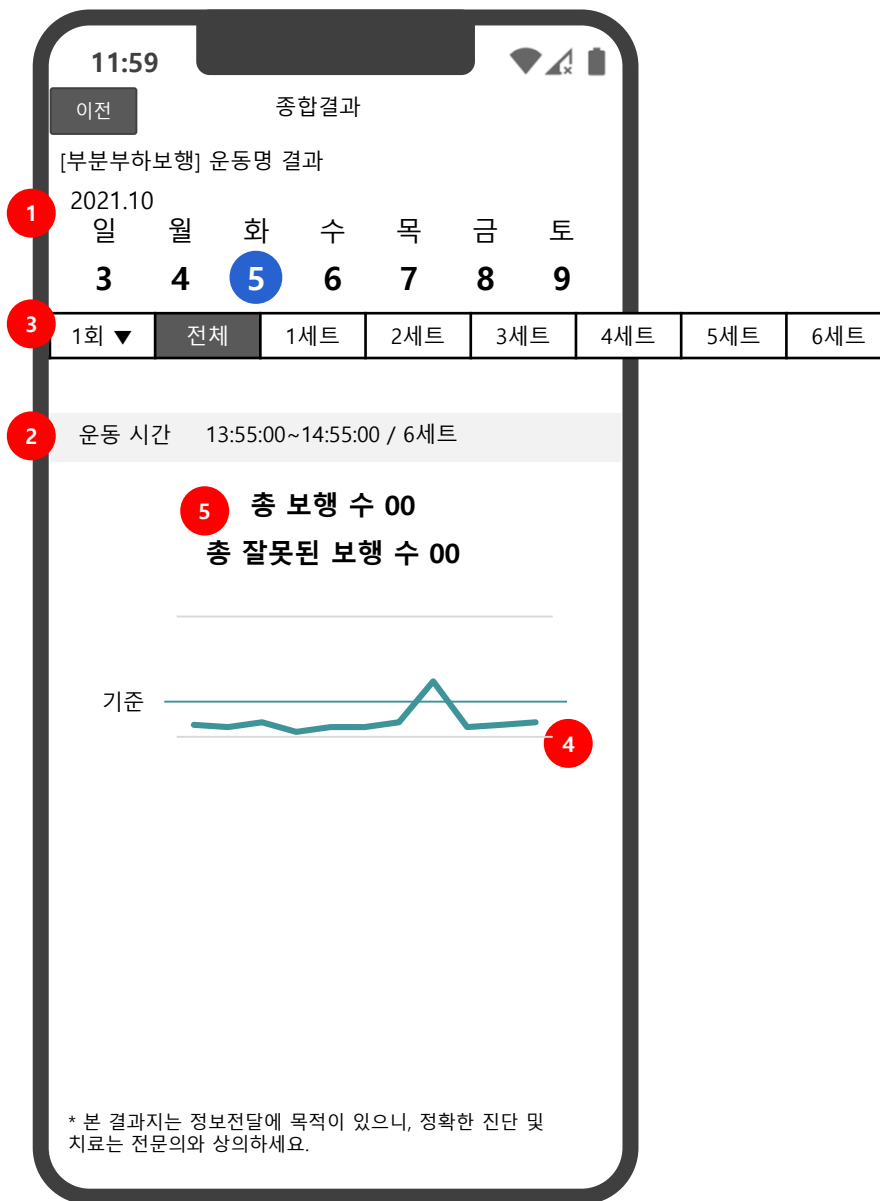 11:59
이전
종합결과
[부분부하보행] 운동명 결과
1
2021.10
일 월 화 수 목 금 토
3 4 5 6 7 8 9
3
1회 ▼ 전체 1세트 2세트 3세트 4세트 5세트 6세트
2
운동 시간 13:55:00~14:55:00 / 6세트
5
총 보행 수 00
총 잘못된 보행 수 00
기준
4
* 본 결과지는 정보전달에 목적이 있으니, 정확한 진단 및
치료는 전문의와 상의하세요.